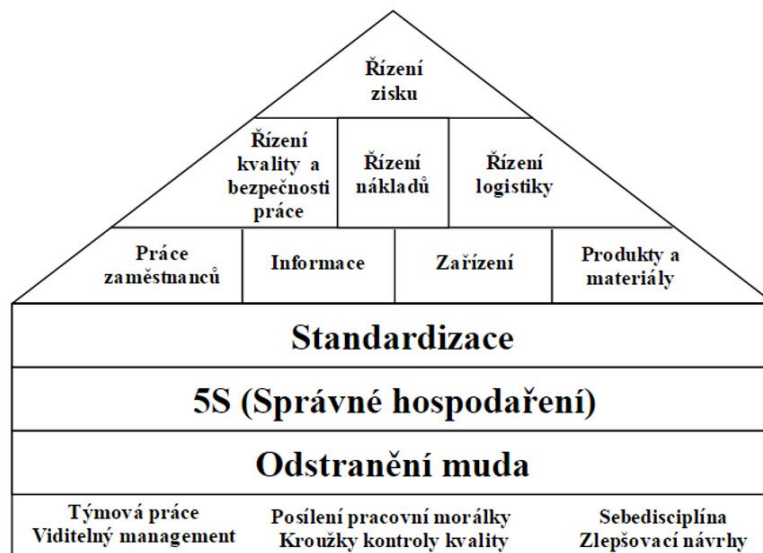 Řízení
zisku
Řízení
kvality a
bezpečnosti
práce
Řízení
nákladů
Řízení
logistiky
Práce
zaměstnanců
Informace
Zařízení
Produkty a
materiály
Standardizace
5S (Správné hospodaření)
Odstranění muda
Týmová práce
Viditelný management
Posílení pracovní morálky
Kroužky kontroly kvality
Sebedisciplína
Zlepšovací návrhy